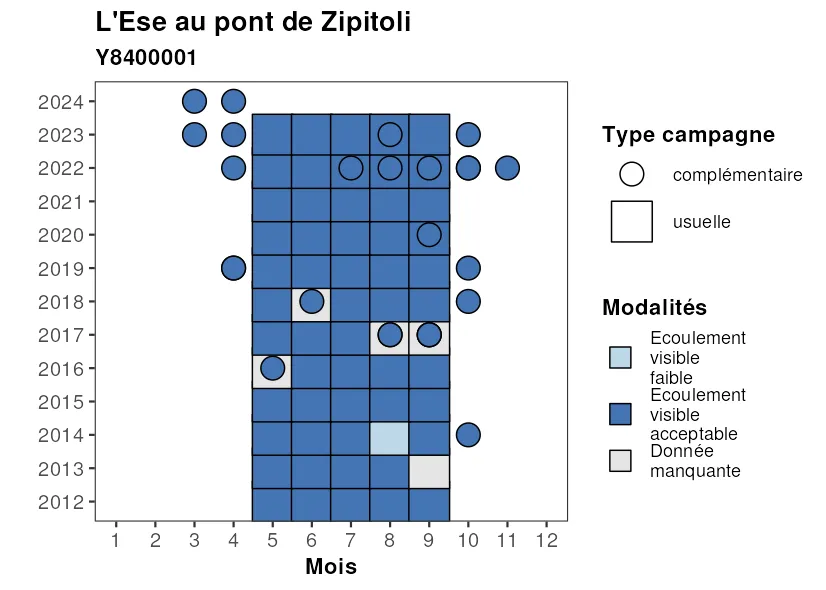 L'Ese au pont de Zipitoli
Y8400001
2024
2023
2022
2021
2020
2019
2018
2017
2016
2015
2014
2013
2012
1 2 3 4 5 6 7 8 9 10 11 12
Mois
Type campagne
complémentaire
usuelle
Modalités
Ecoulement
visible
faible
Ecoulement
visible
acceptable
Donnée
manquante